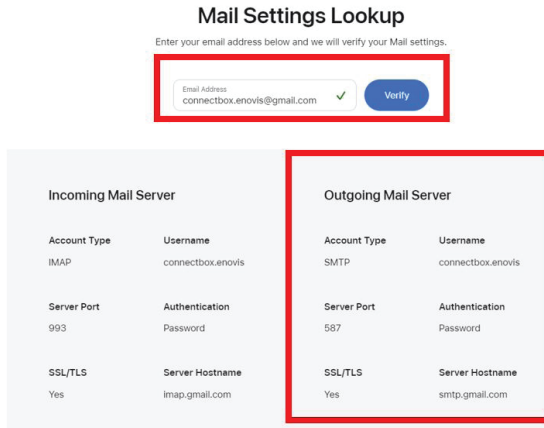 Mail Settings Lookup
Enter your email address below and we will verify your Mail settings.
Email Address
connectbox.enovis@gmail.com
Verify
Incoming Mail Server
Account Type Username
IMAP connectbox.enovis
Server Port Authentication
993 Password
SSL/TLS Server Hostname
Yes imap.gmail.com
Outgoing Mail Server
Account Type Username
SMTP connectbox.enovis
Server Port Authentication
587 Password
SSL/TLS Server Hostname
Yes smtp.gmail.com